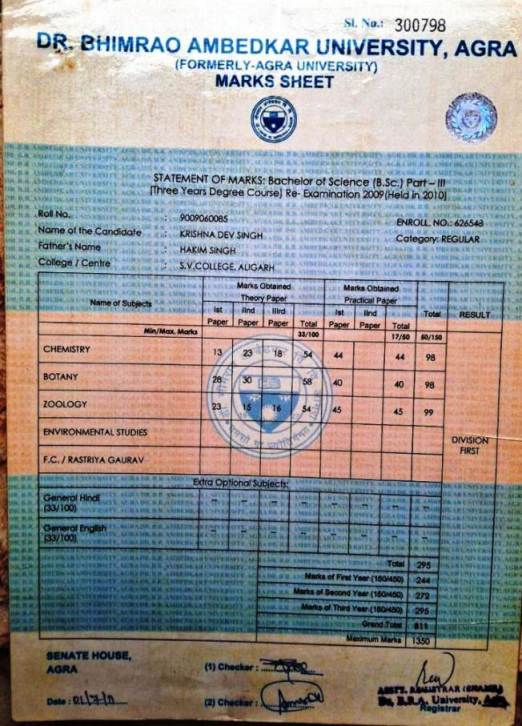 Sl. No.: 300798
DR. BHIMRAO AMBEDKAR UNIVERSITY, AGRA
(FORMERLY-AGRA UNIVERSITY)
MARKS SHEET
STATEMENT OF MARKS: Bachelor of Science (B.Sc.) Part – III
[Three Years Degree Course] Re- Examination 2009(Held in 2010)
Roll No. : 9009060085 ENROLL. NO.: 626548
Name of the Candidate : KRISHNA DEV SINGH Category: REGULAR
Father's Name : HAKIM SINGH
College / Centre : S.V.COLLEGE, ALIGARH
Name of Subjects Marks Obtained Theory Paper Marks Obtained Practical Paper Total RESULT
Ist Paper IInd Paper IIIrd Paper Total Ist Paper IInd Paper Total
Min/Max. Marks 33/100 17/50 50/150
CHEMISTRY 13 23 18 54 44 44 98
BOTANY 28 30 58 40 40 98
ZOOLOGY 23 15 16 54 45 45 99
ENVIRONMENTAL STUDIES
DIVISION FIRST
F.C. / RASTRIYA GAURAV
Extra Optional Subjects:
General Hindi -- -- -- -- -- -- -- --
(33/100)
General English -- -- -- -- -- -- -- --
(33/100)
Total 295
Marks of First Year (150/450) 244
Marks of Second Year (150/450) 272
Marks of Third Year (150/450) 295
Grand Total 811
Maximum Marks 1350
SENATE HOUSE,
AGRA
(1) Checker :
Date :
(2) Checker :
ASSTT. REGISTRAR
Dr. B.R.A. University,
Registrar